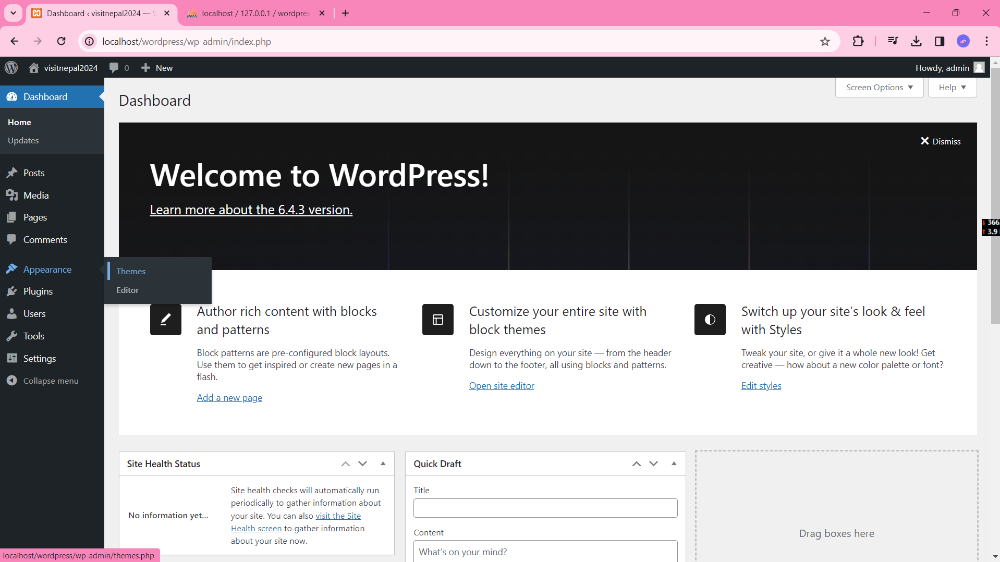 Dashboard ‹ visitnepal2024 —
localhost / 127.0.0.1 / wordpres
localhost/wordpress/wp-admin/index.php
visitnepal2024
0
New
Howdy, admin
Screen Options
Help
Dashboard
Home
Updates
Posts
Media
Pages
Comments
Appearance
Themes
Editor
Plugins
Users
Tools
Settings
Collapse menu
Dashboard
Dismiss
Welcome to WordPress!
Learn more about the 6.4.3 version.
Author rich content with blocks
and patterns
Block patterns are pre-configured block layouts.
Use them to get inspired or create new pages in a
flash.
Add a new page
Customize your entire site with
block themes
Design everything on your site — from the header
down to the footer, all using blocks and patterns.
Open site editor
Switch up your site’s look & feel
with Styles
Tweak your site, or give it a whole new look! Get
creative — how about a new color palette or font?
Edit styles
366
3.9
Site Health Status
No information yet...
Site health checks will automatically run
periodically to gather information about
your site. You can also visit the Site
Health screen to gather information
about your site now.
Quick Draft
Title
Content
What’s on your mind?
Drag boxes here
localhost/wordpress/wp-admin/themes.php
PMA